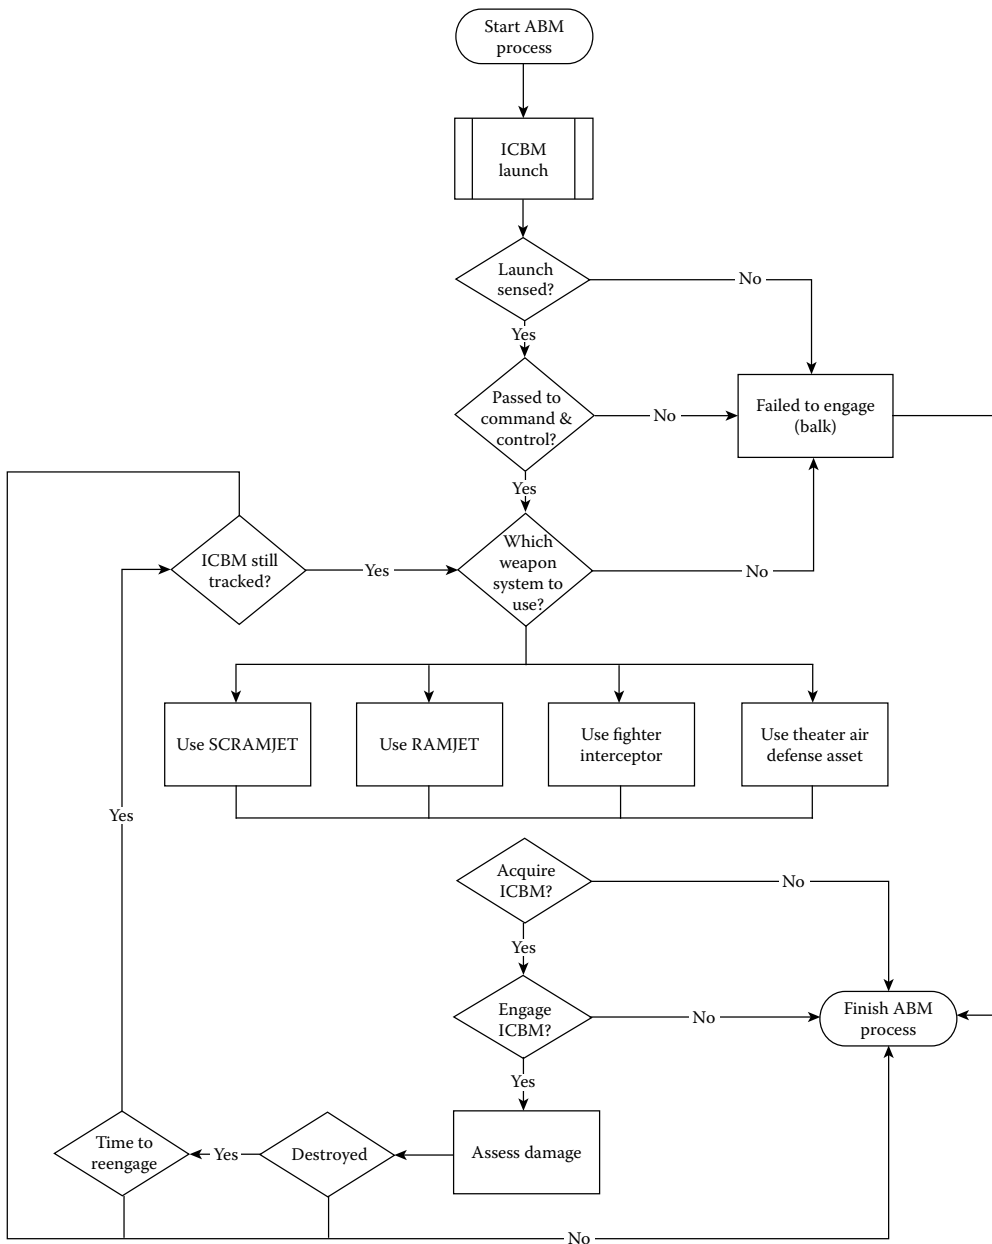 Start ABM
process
ICBM
launch
Launch
sensed?
No
Yes
Passed to
command &
control?
No
Failed to engage
(balk)
Yes
ICBM still
tracked?
Yes
Which
weapon
system to
use?
No
Use SCRAMJET
Use RAMJET
Use fighter
interceptor
Use theater air
defense asset
Yes
Acquire
ICBM?
No
Yes
Engage
ICBM?
No
Finish ABM
process
Yes
Time to
reengage
Yes
Destroyed
Assess damage
No